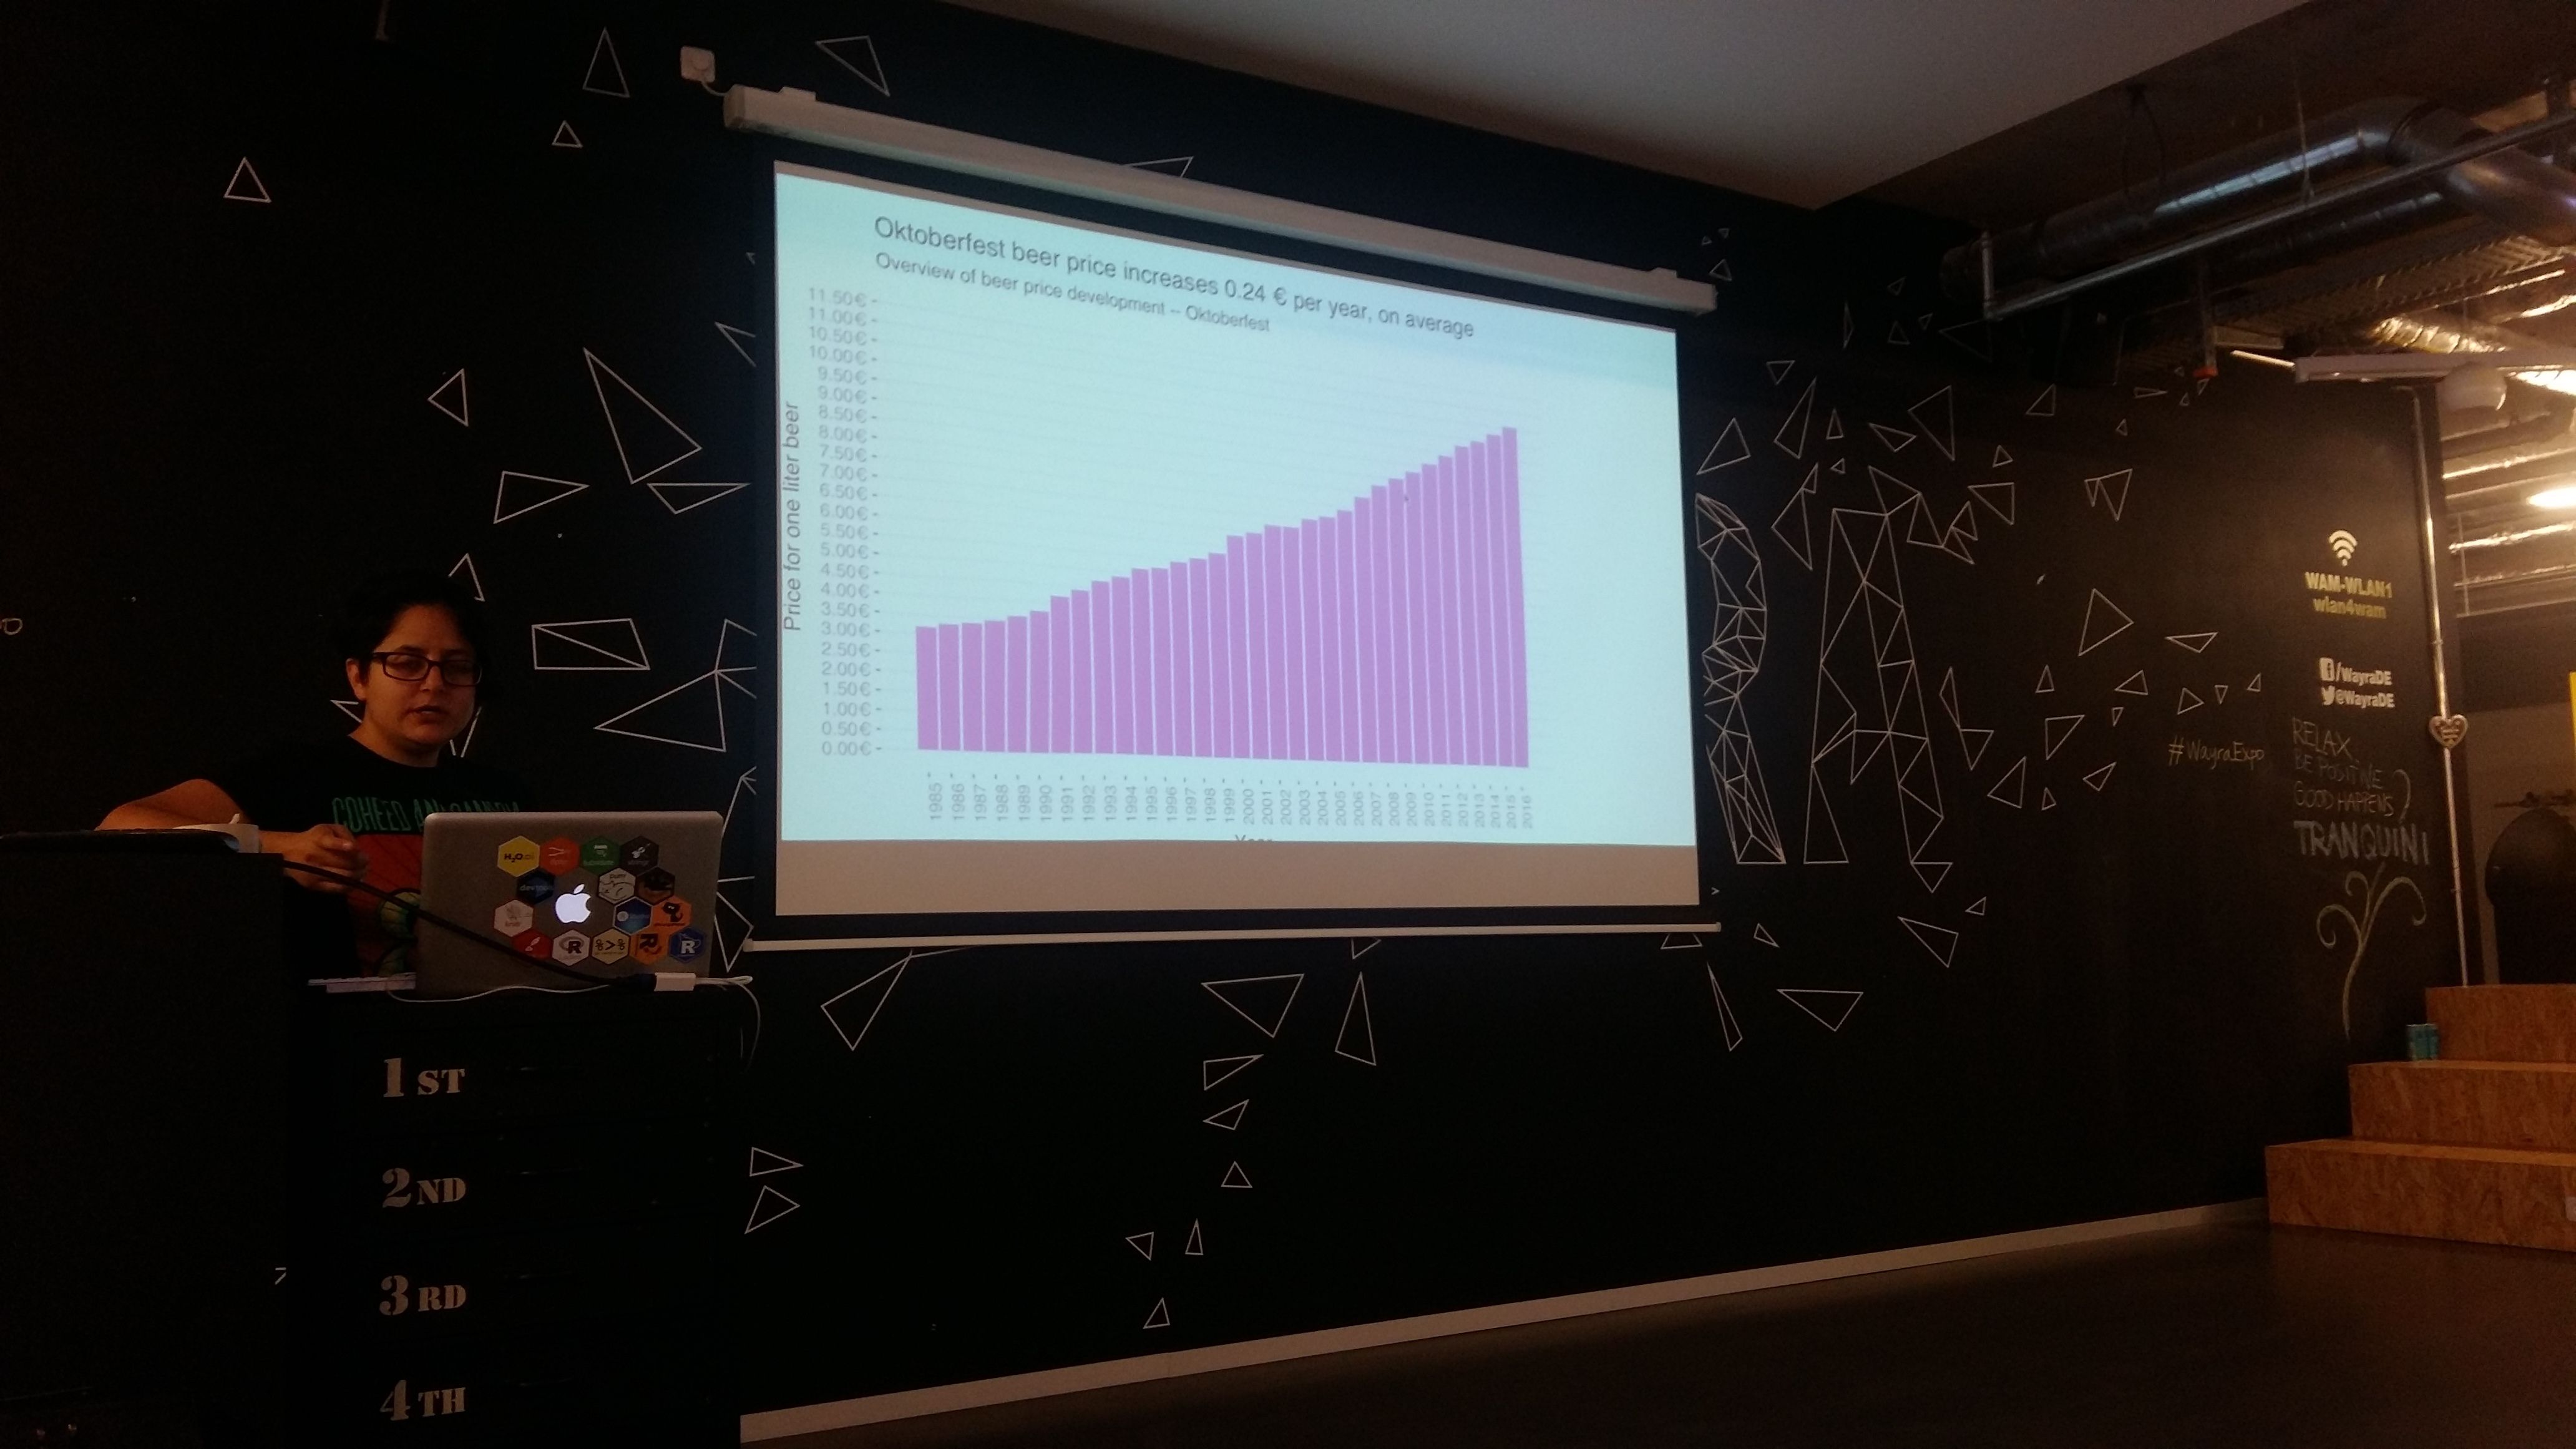 Oktoberfest beer price increases 0.24 € per year, on average
Overview of beer price development – Oktoberfest
11.50€
11.00€
10.50€
10.00€
9.50€
9.00€
8.50€
8.00€
7.50€
7.00€
6.50€
6.00€
5.50€
5.00€
4.50€
4.00€
3.50€
3.00€
2.50€
2.00€
1.50€
1.00€
0.50€
0.00€
Price for one liter beer
1985 1986 1987 1988 1989 1990 1991 1992 1993 1994 1995 1996 1997 1998 1999 2000 2001 2002 2003 2004 2005 2006 2007 2008 2009 2010 2011 2012 2013 2014 2015 2016
Year
COHEED AND CAMBRIA
H2O.ai
R
R
1ST
2ND
3RD
4TH
WAM-WLAN1
wlan4wam
/WayraDE
@WayraDE
#WayraExpo
RELAX,
BE POSITIVE
GOOD HAPPENS
TRANQUINI